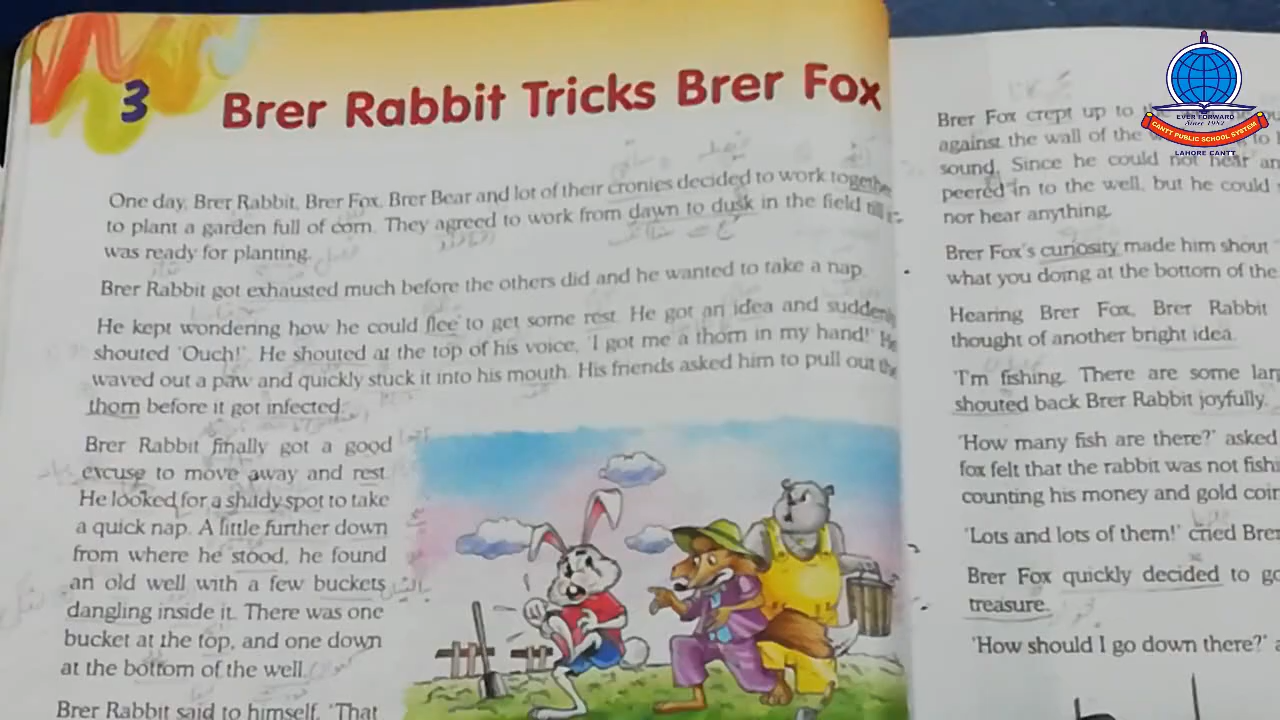 3
Brer Rabbit Tricks Brer Fox
One day, Brer Rabbit, Brer Fox, Brer Bear and lot of their cronies decided to work togethe
to plant a garden full of corn. They agreed to work from dawn to dusk in the field till it
was ready for planting.
Brer Rabbit got exhausted much before the others did and he wanted to take a nap.
He kept wondering how he could flee to get some rest. He got an idea and suddenly
shouted 'Ouch!'. He shouted at the top of his voice, 'I got me a thorn in my hand!' He
waved out a paw and quickly stuck it into his mouth. His friends asked him to pull out the
thorn before it got infected.
Brer Rabbit finally got a good
excuse to move away and rest.
He looked for a shady spot to take
a quick nap. A little further down
from where he stood, he found
an old well with a few buckets
dangling inside it. There was one
bucket at the top, and one down
at the bottom of the well.
Brer Rabbit said to himself, 'That
Brer Fox crept up to
against the wall of the
sound. Since he could not hear an
peered in to the well, but he could
nor hear anything.
Brer Fox's curiosity made him shout
what you doing at the bottom of the
Hearing Brer Fox, Brer Rabbit
thought of another bright idea.
'I'm fishing. There are some lar
shouted back Brer Rabbit joyfully.
'How many fish are there?' asked
fox felt that the rabbit was not fishi
counting his money and gold coin
'Lots and lots of them!' cried Brer
Brer Fox quickly decided to go
treasure.
'How should I go down there?' a
EVER FORWARD
Since 1982
CANTT PUBLIC SCHOOL SYSTEM
LAHORE CANTT